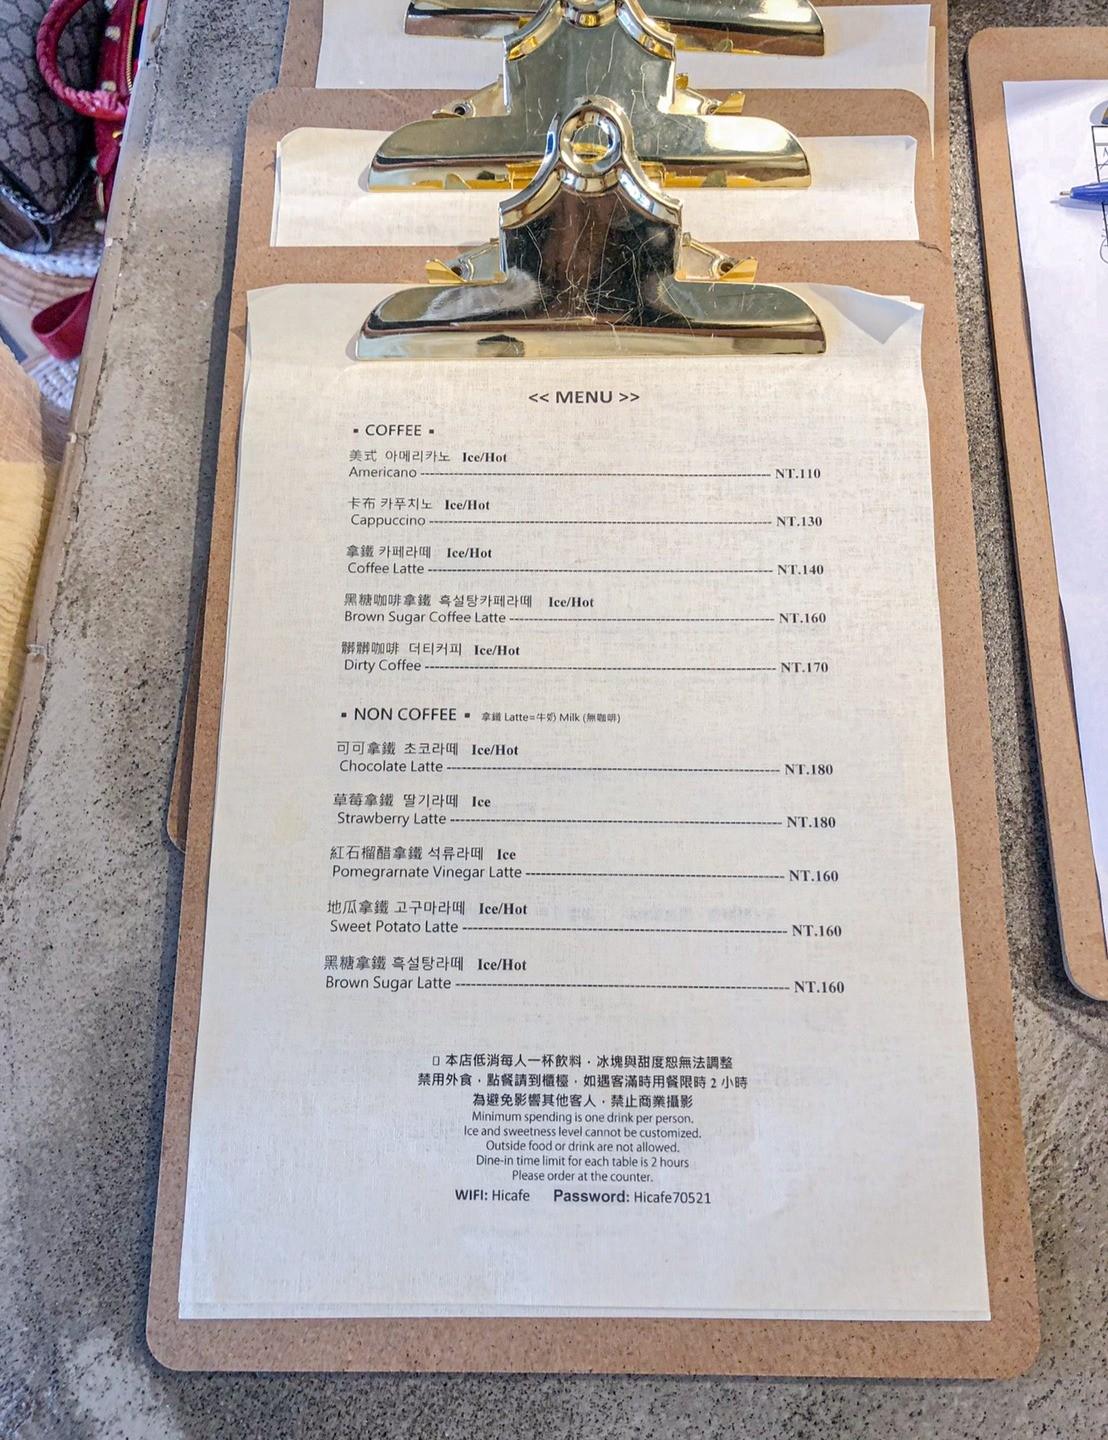 << MENU >>
▪ COFFEE ▪
美式 아메리카노 Ice/Hot
Americano ---------- NT.110
卡布 카푸치노 Ice/Hot
Cappuccino ---------- NT.130
拿鐵 카페라떼 Ice/Hot
Coffee Latte ---------- NT.140
黑糖咖啡拿鐵 흑설탕카페라떼 Ice/Hot
Brown Sugar Coffee Latte ---------- NT.160
髒髒咖啡 더티커피 Ice/Hot
Dirty Coffee ---------- NT.170
▪ NON COFFEE ▪ 拿鐵 Latte=牛奶 Milk (無咖啡)
可可拿鐵 초코라떼 Ice/Hot
Chocolate Latte ---------- NT.180
草莓拿鐵 딸기라떼 Ice
Strawberry Latte ---------- NT.180
紅石榴醋拿鐵 석류라떼 Ice
Pomegrarnate Vinegar Latte ---------- NT.160
地瓜拿鐵 고구마라떼 Ice/Hot
Sweet Potato Latte ---------- NT.160
黑糖拿鐵 흑설탕라떼 Ice/Hot
Brown Sugar Latte ---------- NT.160
▯ 本店低消每人一杯飲料，冰塊與甜度恕無法調整
禁用外食，點餐請到櫃檯，如遇客滿時用餐限時 2 小時
為避免影響其他客人，禁止商業攝影
Minimum spending is one drink per person.
Ice and sweetness level cannot be customized.
Outside food or drink are not allowed.
Dine-in time limit for each table is 2 hours
Please order at the counter.
WIFI: Hicafe Password: Hicafe70521